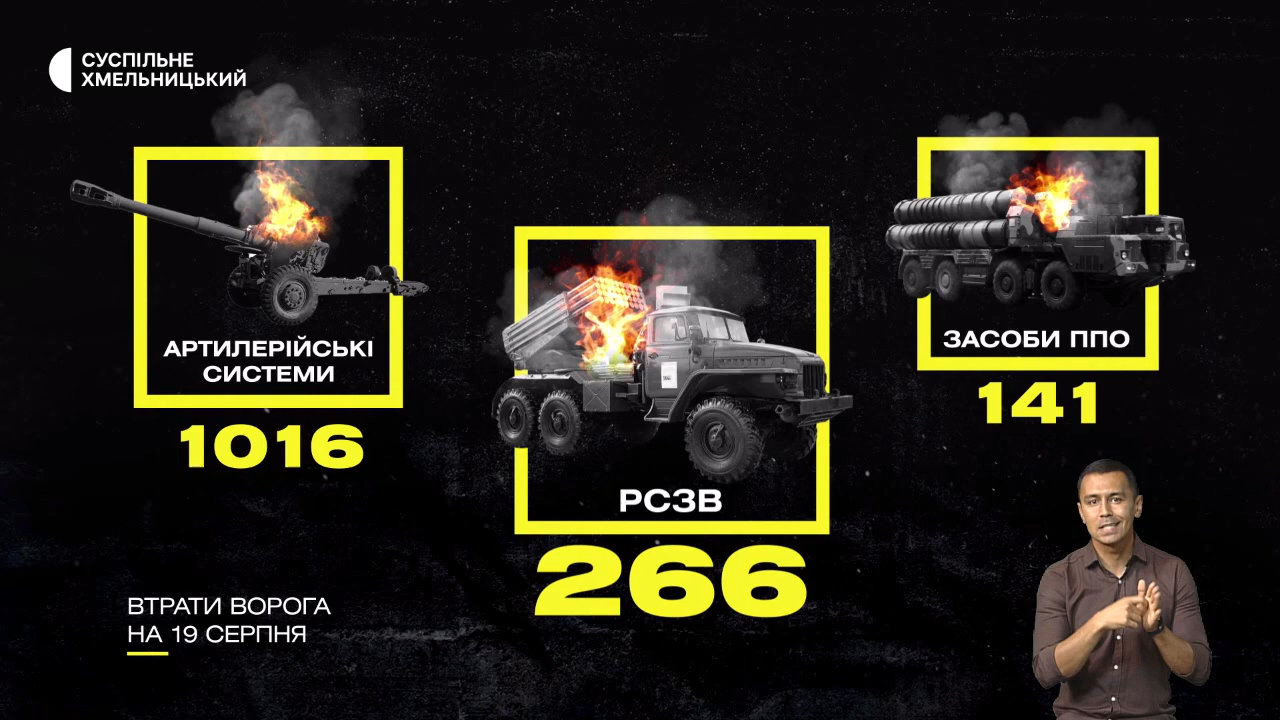 СУСПІЛЬНЕ
ХМЕЛЬНИЦЬКИЙ
АРТИЛЕРІЙСЬКІ
СИСТЕМИ
1016
РСЗВ
266
ЗАСОБИ ППО
141
ВТРАТИ ВОРОГА
НА 19 СЕРПНЯ